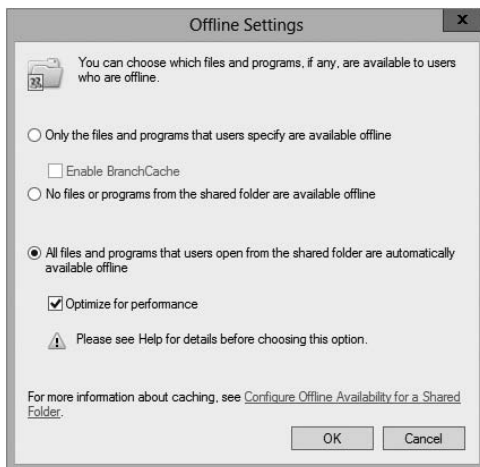 Offline Settings
x
You can choose which files and programs, if any, are available to users
who are offline.
Only the files and programs that users specify are available offline
Enable BranchCache
No files or programs from the shared folder are available offline
All files and programs that users open from the shared folder are automatically
available offline
Optimize for performance
Please see Help for details before choosing this option.
For more information about caching, see Configure Offline Availability for a Shared
Folder.
OK
Cancel